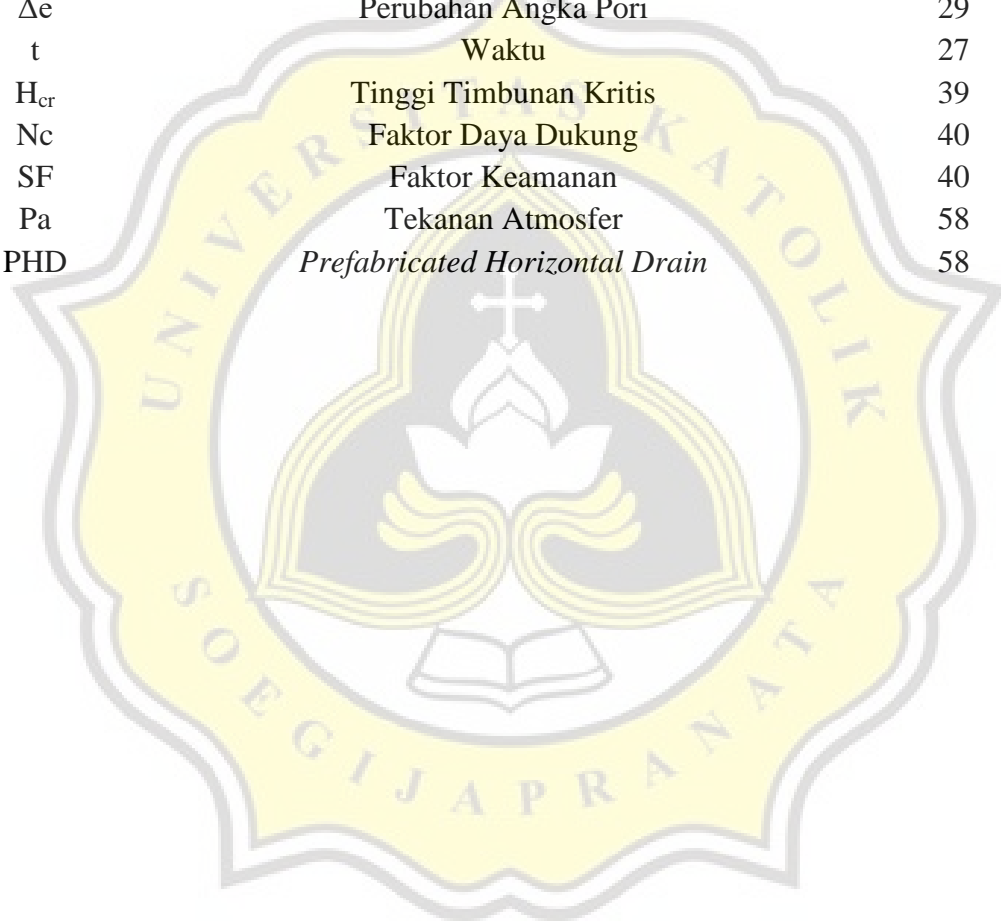 Δe Perubahan Angka Pori 29
t Waktu 27
Hcr Tinggi Timbunan Kritis 39
Nc Faktor Daya Dukung 40
SF Faktor Keamanan 40
Pa Tekanan Atmosfer 58
PHD Prefabricated Horizontal Drain 58
UNIVERSITAS KATOLIK
SOEGIJAPRANATA